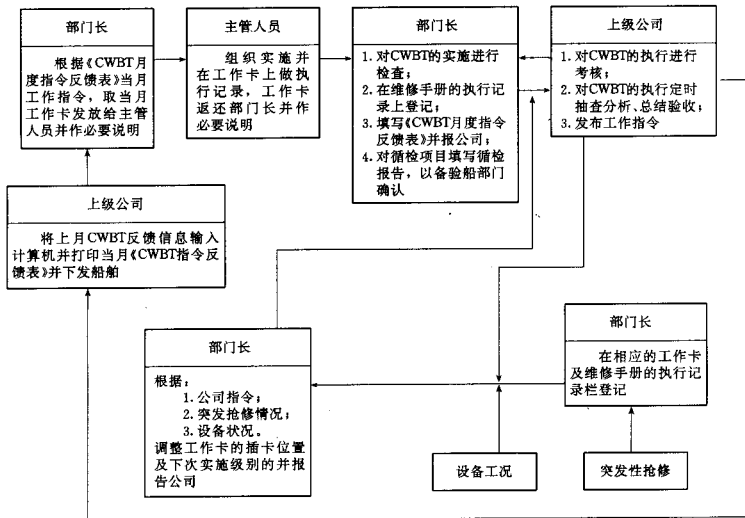 部门长
根据《CWBT月
度指令反馈表》当月
工作指令，取当月
工作卡发放给主管
人员并作必要说明
主管人员
组织实施并
在工作卡上做执
行记录，工作卡
返还部门长并作
必要说明
部门长
1. 对CWBT的实施进行
检查；
2. 在维修手册的执行记
录上登记；
3. 填写《CWBT月度指令
反馈表》并报公司；
4. 对循检项目填写循检
报告，以备验船部门
确认
上级公司
1. 对CWBT的执行进行
考核；
2. 对CWBT的执行定时
抽查分析、总结验收；
3. 发布工作指令
上级公司
将上月CWBT反馈信息输入
计算机并打印当月《CWBT指令反
馈表》并下发船舶
部门长
根据：
1. 公司指令；
2. 突发抢修情况；
3. 设备状况。
调整工作卡的插卡位置
及下次实施级别的并报
告公司
部门长
在相应的工作卡
及维修手册的执行记
录栏登记
设备工况
突发性抢修